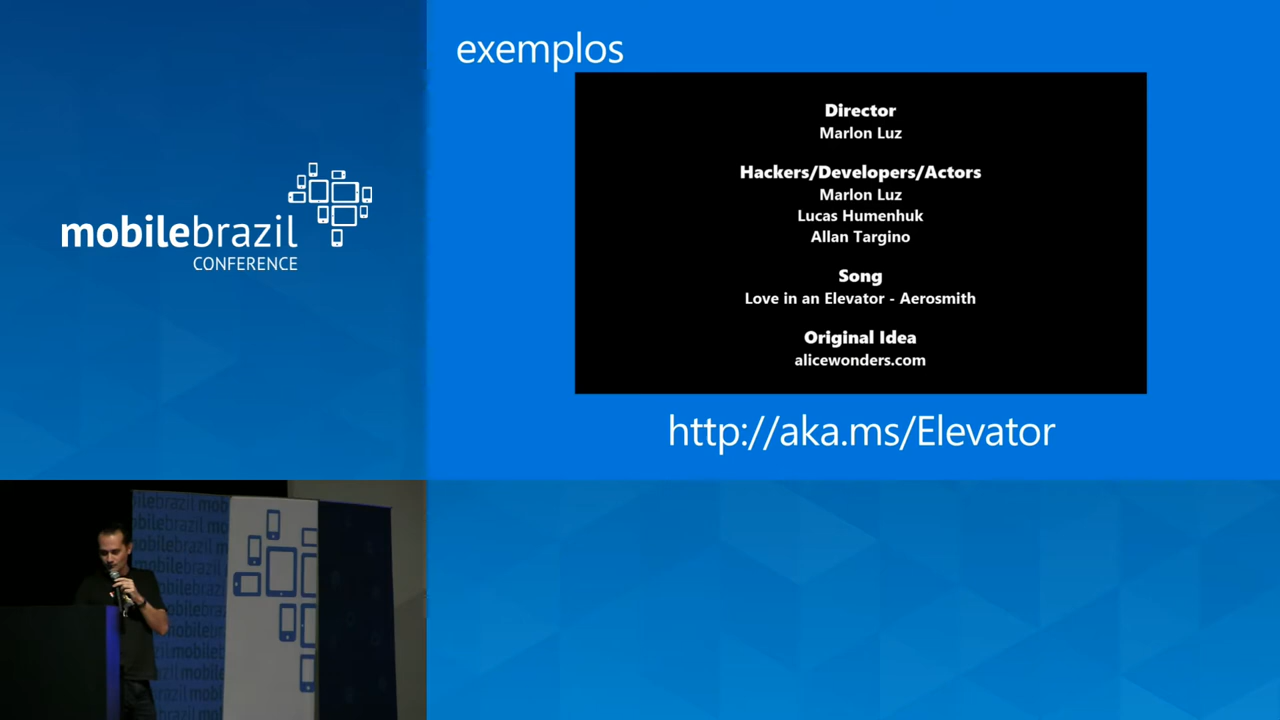 exemplos
Director
Marlon Luz
Hackers/Developers/Actors
Marlon Luz
Lucas Humenhuk
Allan Targino
Song
Love in an Elevator - Aerosmith
Original Idea
alicewonders.com
http://aka.ms/Elevator
mobilebrazil
CONFERENCE